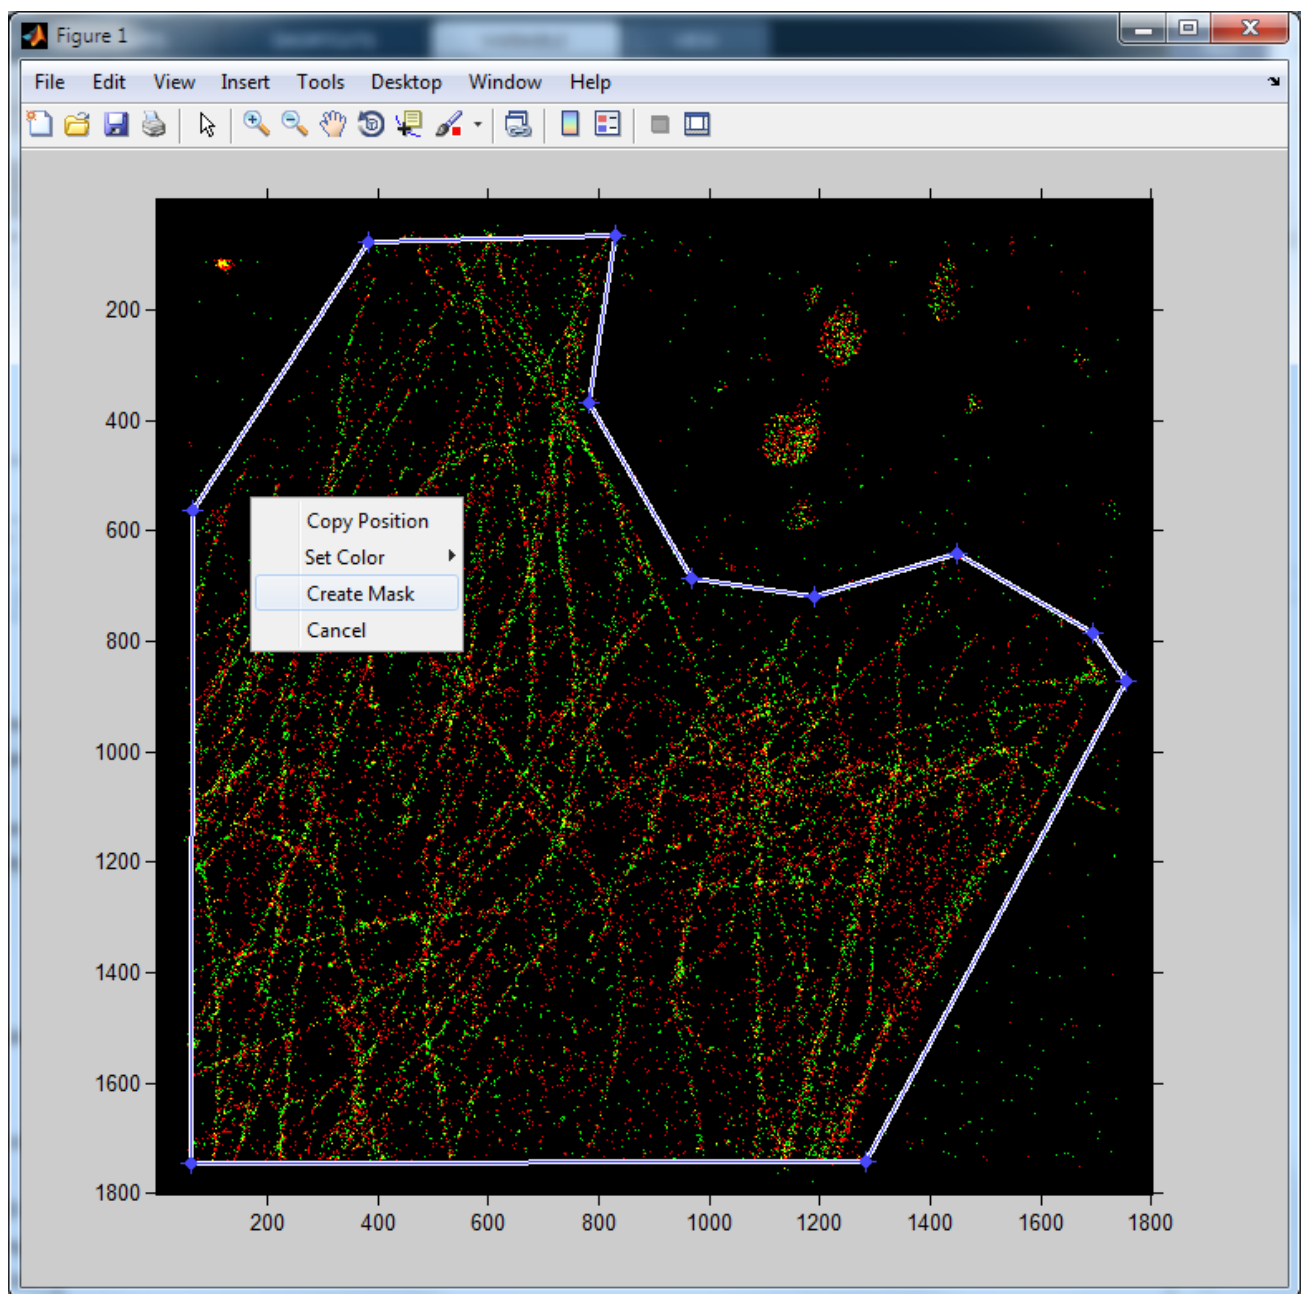 Figure 1
File Edit View Insert Tools Desktop Window Help
200
400
600
800
1000
1200
1400
1600
1800
Copy Position
Set Color
Create Mask
Cancel
200 400 600 800 1000 1200 1400 1600 1800